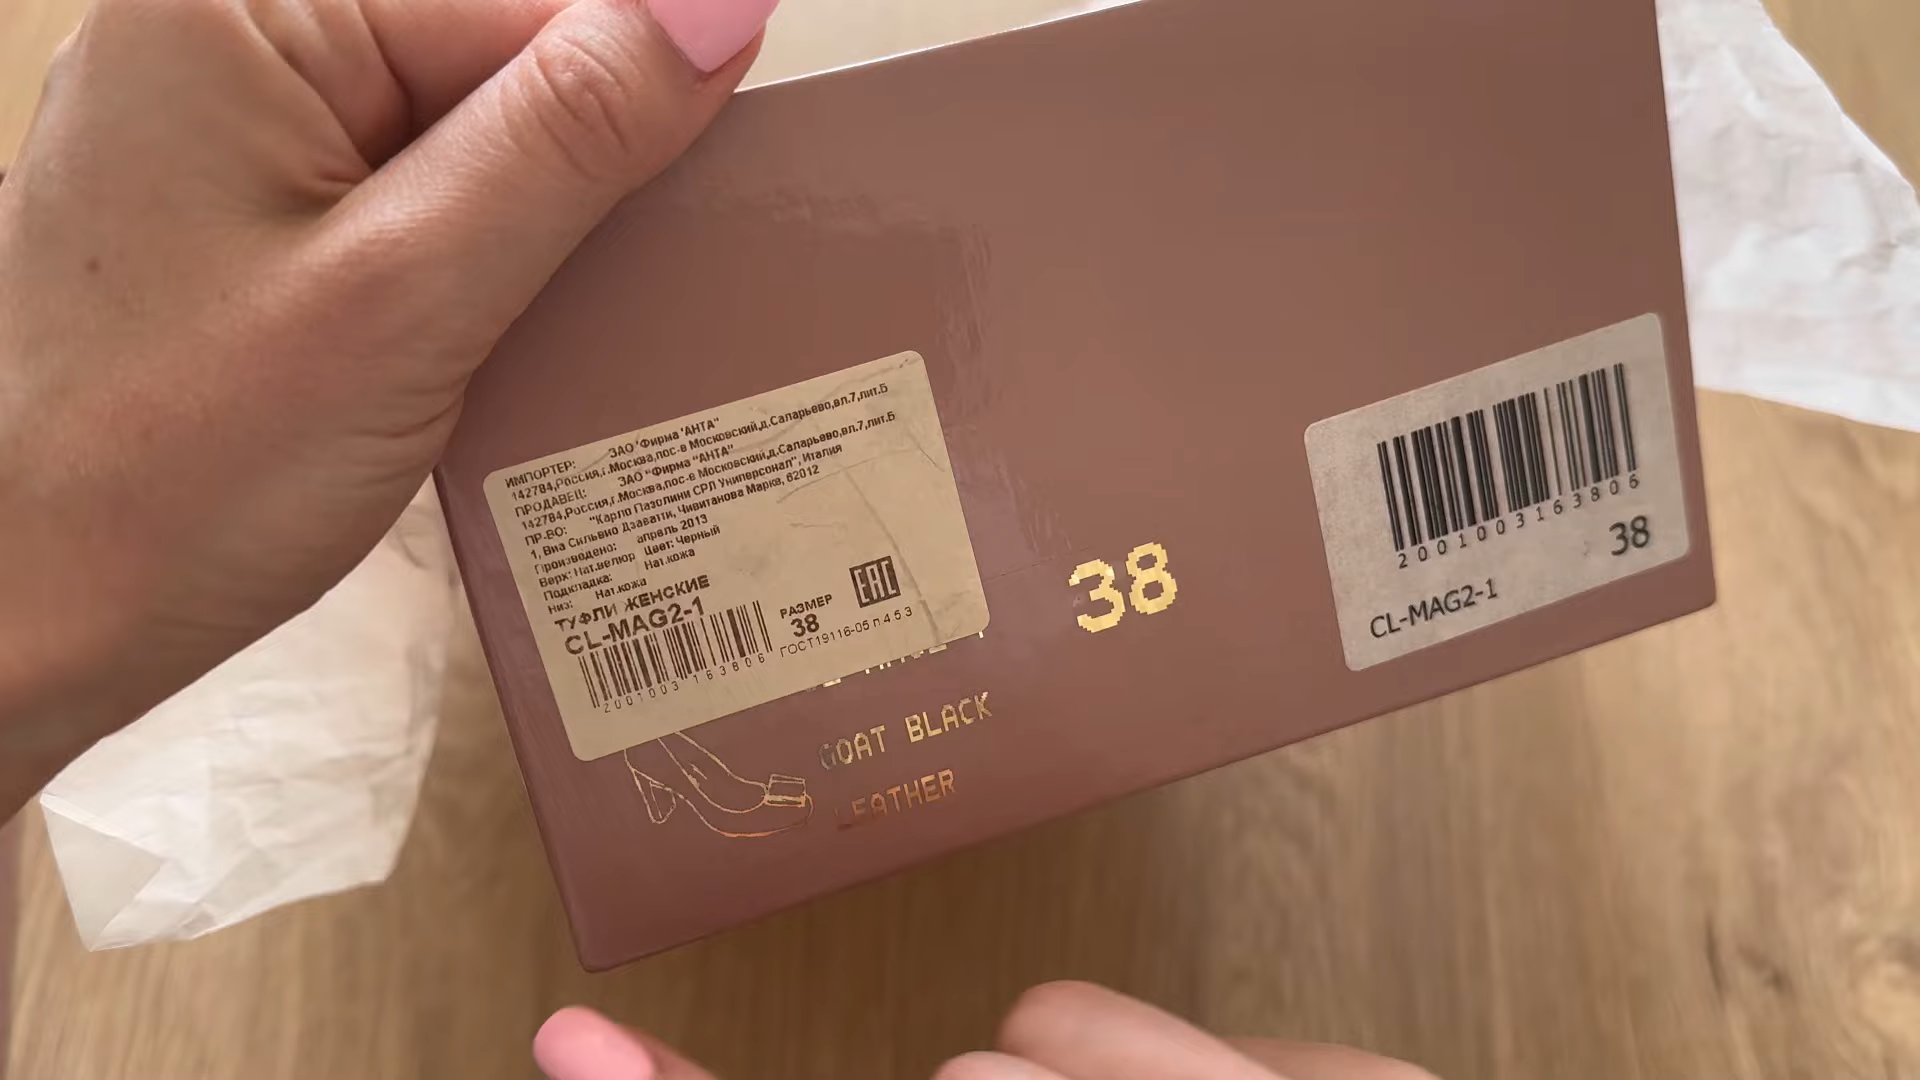 ИМПОРТЕР: ЗАО "Фирма "АНТА"
142784,Россия,г.Москва,пос-е Московский,д.Саларьево,вл.7,лит.Б
ПРОДАВЕЦ: ЗАО "Фирма "АНТА"
142784,Россия,г.Москва,пос-е Московский,д.Саларьево,вл.7,лит.Б
ПР-ВО: "Карло Пазолини СРЛ Униперсонал", Италия
1, Виа Сильвио Дзаватти, Чивитанова Марке, 62012
Произведено: апрель 2013
Верх: Нат.велюр Цвет: Черный
Подкладка: Нат.кожа
Низ: Нат.кожа
ТУФЛИ ЖЕНСКИЕ
CL-MAG2-1
РАЗМЕР
38
EAC
ГОСТ19116-05 п 4 5 3
2001003163806
GOAT BLACK
LEATHER
38
2001003163806
38
CL-MAG2-1